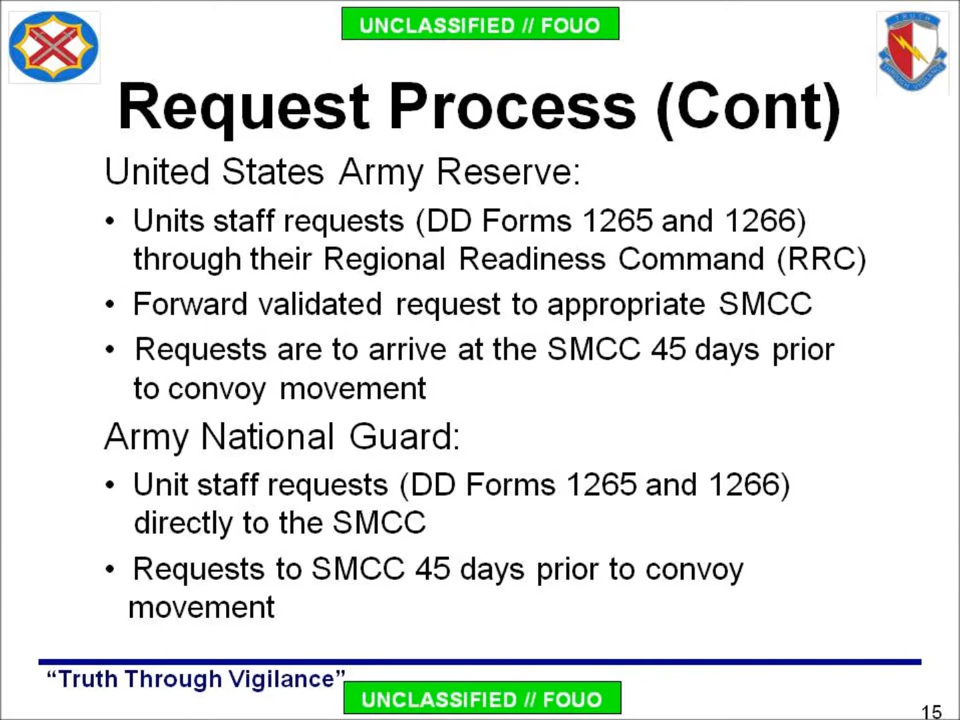 UNCLASSIFIED // FOUO
TRUTH
THROUGH VIGILANCE
Request Process (Cont)
United States Army Reserve:
• Units staff requests (DD Forms 1265 and 1266)
through their Regional Readiness Command (RRC)
• Forward validated request to appropriate SMCC
• Requests are to arrive at the SMCC 45 days prior
to convoy movement
Army National Guard:
• Unit staff requests (DD Forms 1265 and 1266)
directly to the SMCC
• Requests to SMCC 45 days prior to convoy
movement
“Truth Through Vigilance”
UNCLASSIFIED // FOUO
15